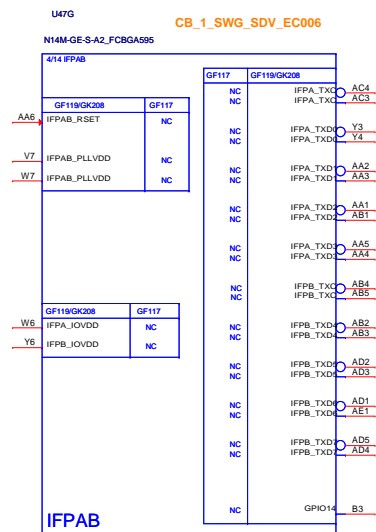 U47G
CB_1_SWG_SDV_EC006
N14M-GE-S-A2_FCBGA595
4/14 IFPAB
GF117 GF119/GK208
NC IFPA_TXC AC4
NC IFPA_TXC AC3
GF119/GK208 GF117
AA6 IFPAB_RSET NC
NC IFPA_TXD0 Y3
NC IFPA_TXD0 Y4
V7 IFPAB_PLLVDD NC
W7 IFPAB_PLLVDD NC
NC IFPA_TXD1 AA2
NC IFPA_TXD1 AA3
NC IFPA_TXD2 AA1
NC IFPA_TXD2 AB1
NC IFPA_TXD3 AA5
NC IFPA_TXD3 AA4
NC IFPB_TXC AB4
NC IFPB_TXC AB5
GF119/GK208 GF117
W6 IFPA_IOVDD NC
Y6 IFPB_IOVDD NC
NC IFPB_TXD4 AB2
NC IFPB_TXD4 AB3
NC IFPB_TXD5 AD2
NC IFPB_TXD5 AD3
NC IFPB_TXD6 AD1
NC IFPB_TXD6 AE1
NC IFPB_TXD7 AD5
NC IFPB_TXD7 AD4
NC GPIO14 B3
IFPAB